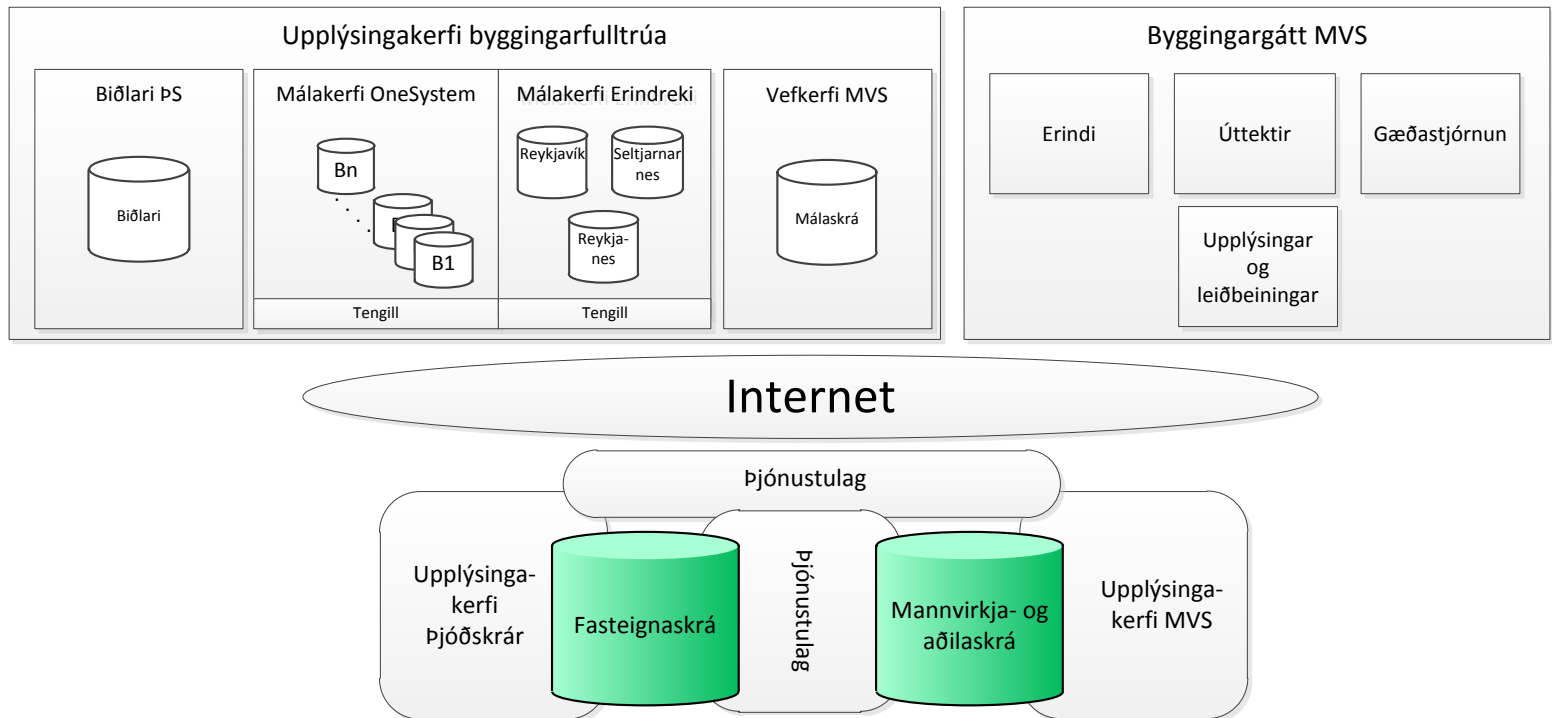 Upplýsingakerfi byggingarfulltrúa
Biðlari ÞS
Biðlari
Málakerfi OneSystem
Bn
B1
Tengill
Málakerfi Erindreki
Reykjavík
Seltjarnar
nes
Reykja-
nes
Tengill
Vefkerfi MVS
Málaskrá
Byggingargátt MVS
Erindi
Úttektir
Gæðastjórnun
Upplýsingar
og
leiðbeiningar
Internet
Þjónustulag
Upplýsinga-
kerfi
Þjóðskrár
Fasteignaskrá
Þjónustulag
Mannvirkja- og
aðilaskrá
Upplýsinga-
kerfi MVS